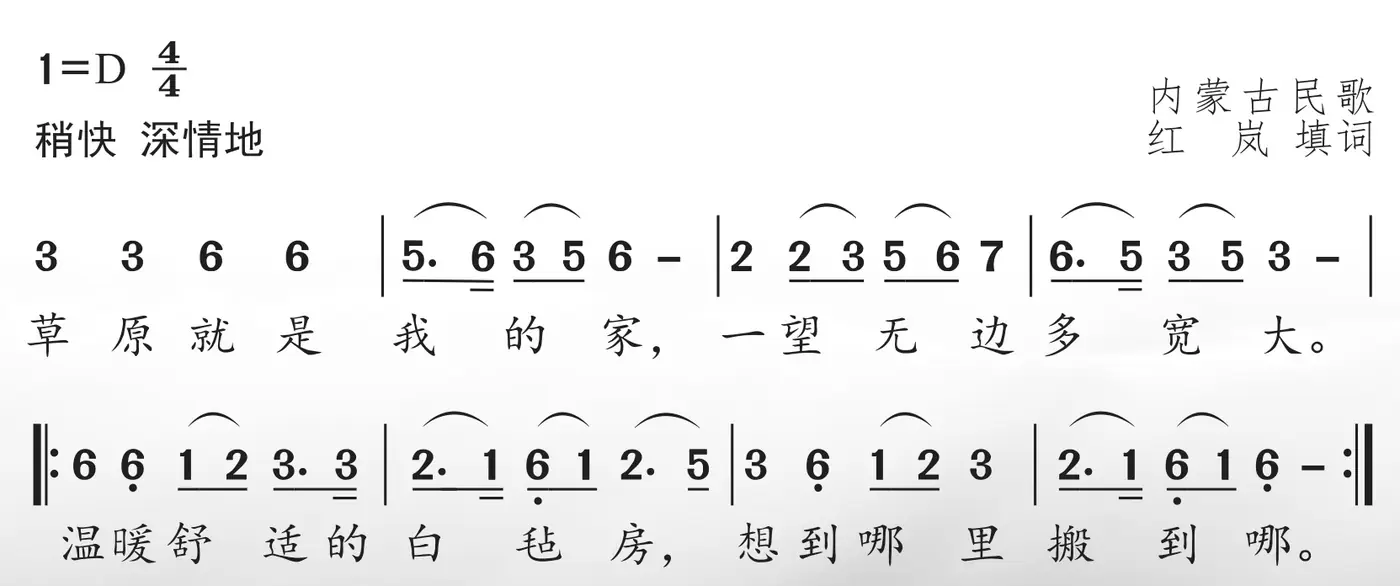 1=D 4/4
稍快 深情地
内蒙古民歌
红 岚 填词
3 3 6 6 | 5. 6 3 5 6 – | 2 2 3 5 6 7 | 6. 5 3 5 3 – |
草 原 就 是 我 的 家， 一 望 无 边 多 宽 大。
‖: 6 6̣ 1 2 3. 3 | 2. 1 6̣ 1 2. 5 | 3 6̣ 1 2 3 | 2. 1 6̣ 1 6̣ – :‖
温 暖 舒 适 的 白 毡 房， 想 到 哪 里 搬 到 哪。